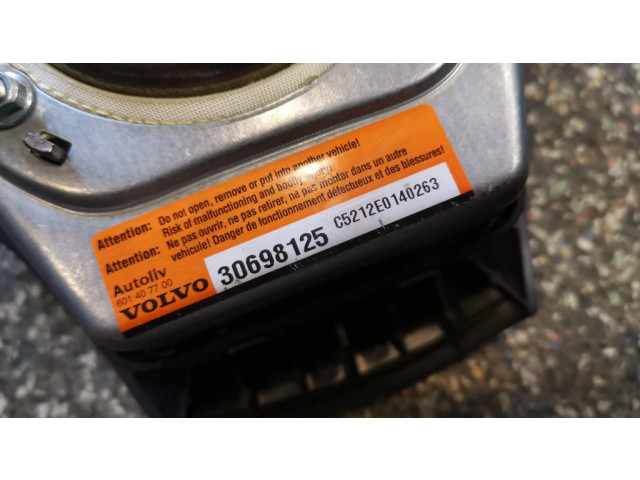 Attention: Do not open, remove or put into another vehicle!
Risk of malfunctioning and bodily injury!
Attention: Ne pas ouvrir, ne pas retirer, ne pas monter dans un autre
vehicule! Danger de fonctionnement défectueux et des blessures!
Autoliv
601 40 77 00
VOLVO
30698125
C5212E0140263